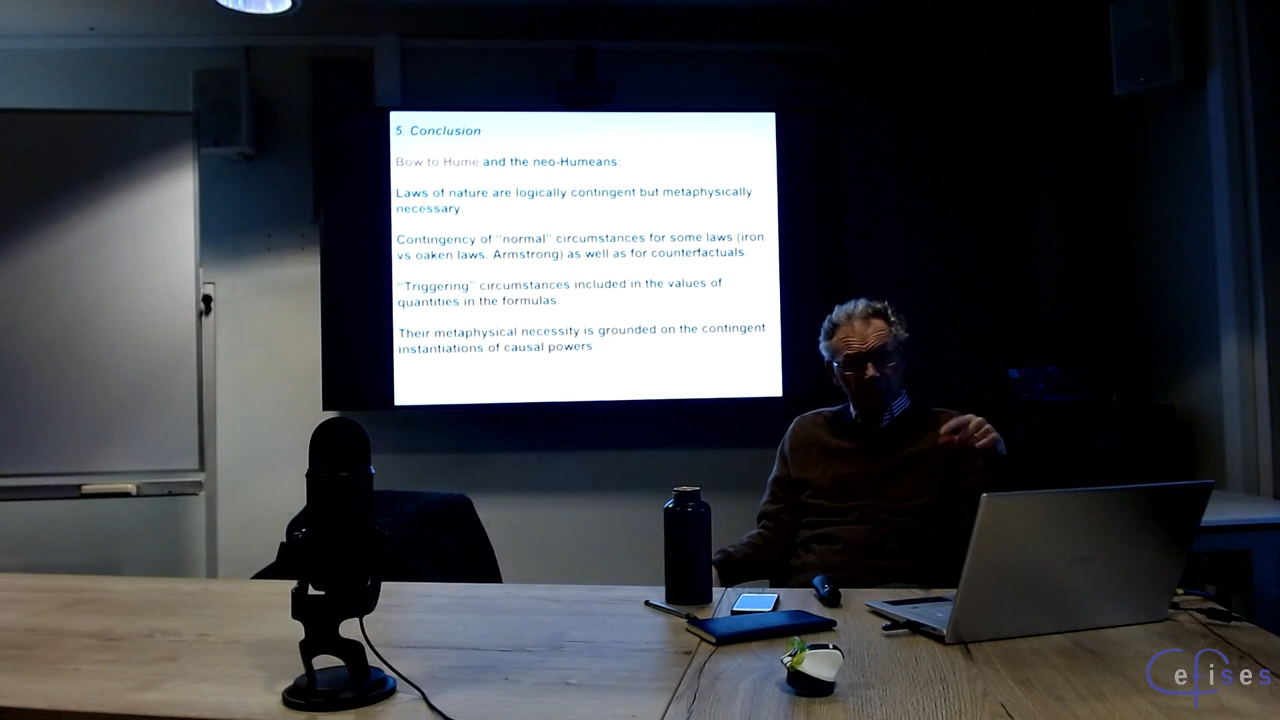 5. Conclusion
Bow to Hume and the neo-Humeans:
Laws of nature are logically contingent but metaphysically
necessary.
Contingency of "normal" circumstances for some laws (iron
vs oaken laws. Armstrong) as well as for counterfactuals.
"Triggering" circumstances included in the values of
quantities in the formulas.
Their metaphysical necessity is grounded on the contingent
instantiations of causal powers
Cefises